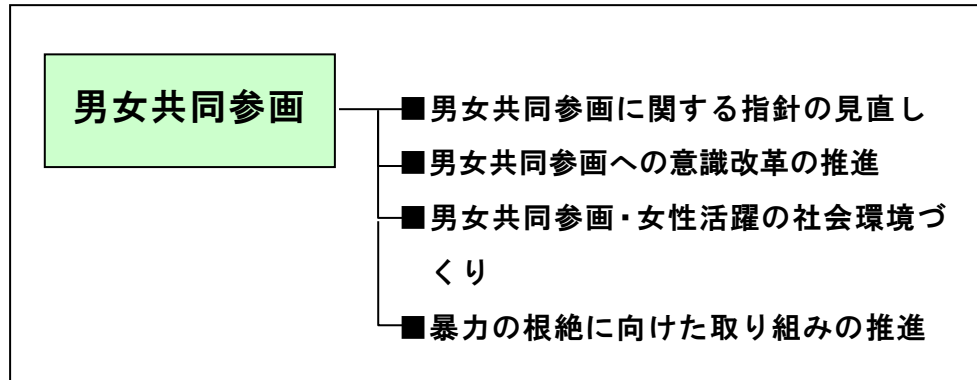 男女共同参画
■男女共同参画に関する指針の見直し
■男女共同参画への意識改革の推進
■男女共同参画・女性活躍の社会環境づ
くり
■暴力の根絶に向けた取り組みの推進